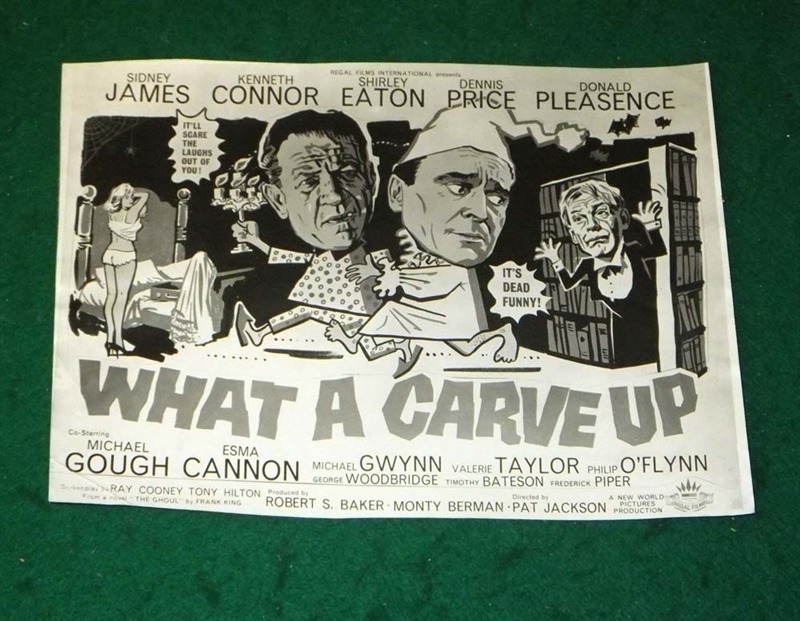 REGAL FILMS INTERNATIONAL presents
SIDNEY JAMES
KENNETH CONNOR
SHIRLEY EATON
DENNIS PRICE
DONALD PLEASENCE
IT'LL
SCARE
THE
LAUGHS
OUT OF
YOU!
IT'S
DEAD
FUNNY!
WHAT A CARVE UP
Co-Starring
MICHAEL GOUGH
ESMA CANNON
MICHAEL GWYNN VALERIE TAYLOR PHILIP O'FLYNN
GEORGE WOODBRIDGE TIMOTHY BATESON FREDERICK PIPER
Screenplay by RAY COONEY TONY HILTON
From a novel "THE GHOUL" by FRANK KING
Produced by
ROBERT S. BAKER · MONTY BERMAN ·
Directed by
PAT JACKSON
A NEW WORLD
PICTURES
PRODUCTION
REGAL FILMS